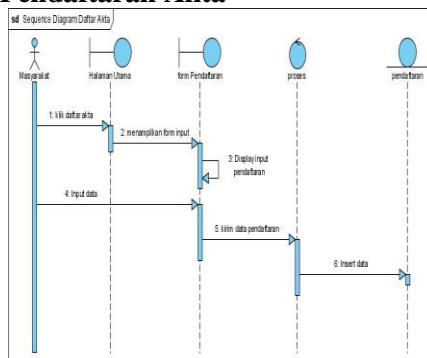 Pendaftaran Akta
sd Sequence Diagram Daftar Akta
Masyarakat
Halaman Utama
form Pendaftaran
proses
pendaftaran
1: klik daftar akta
2: menampilkan form input
3: Display input
pendaftaran
4: Input data
5: kirim data pendaftaran
6: Insert data